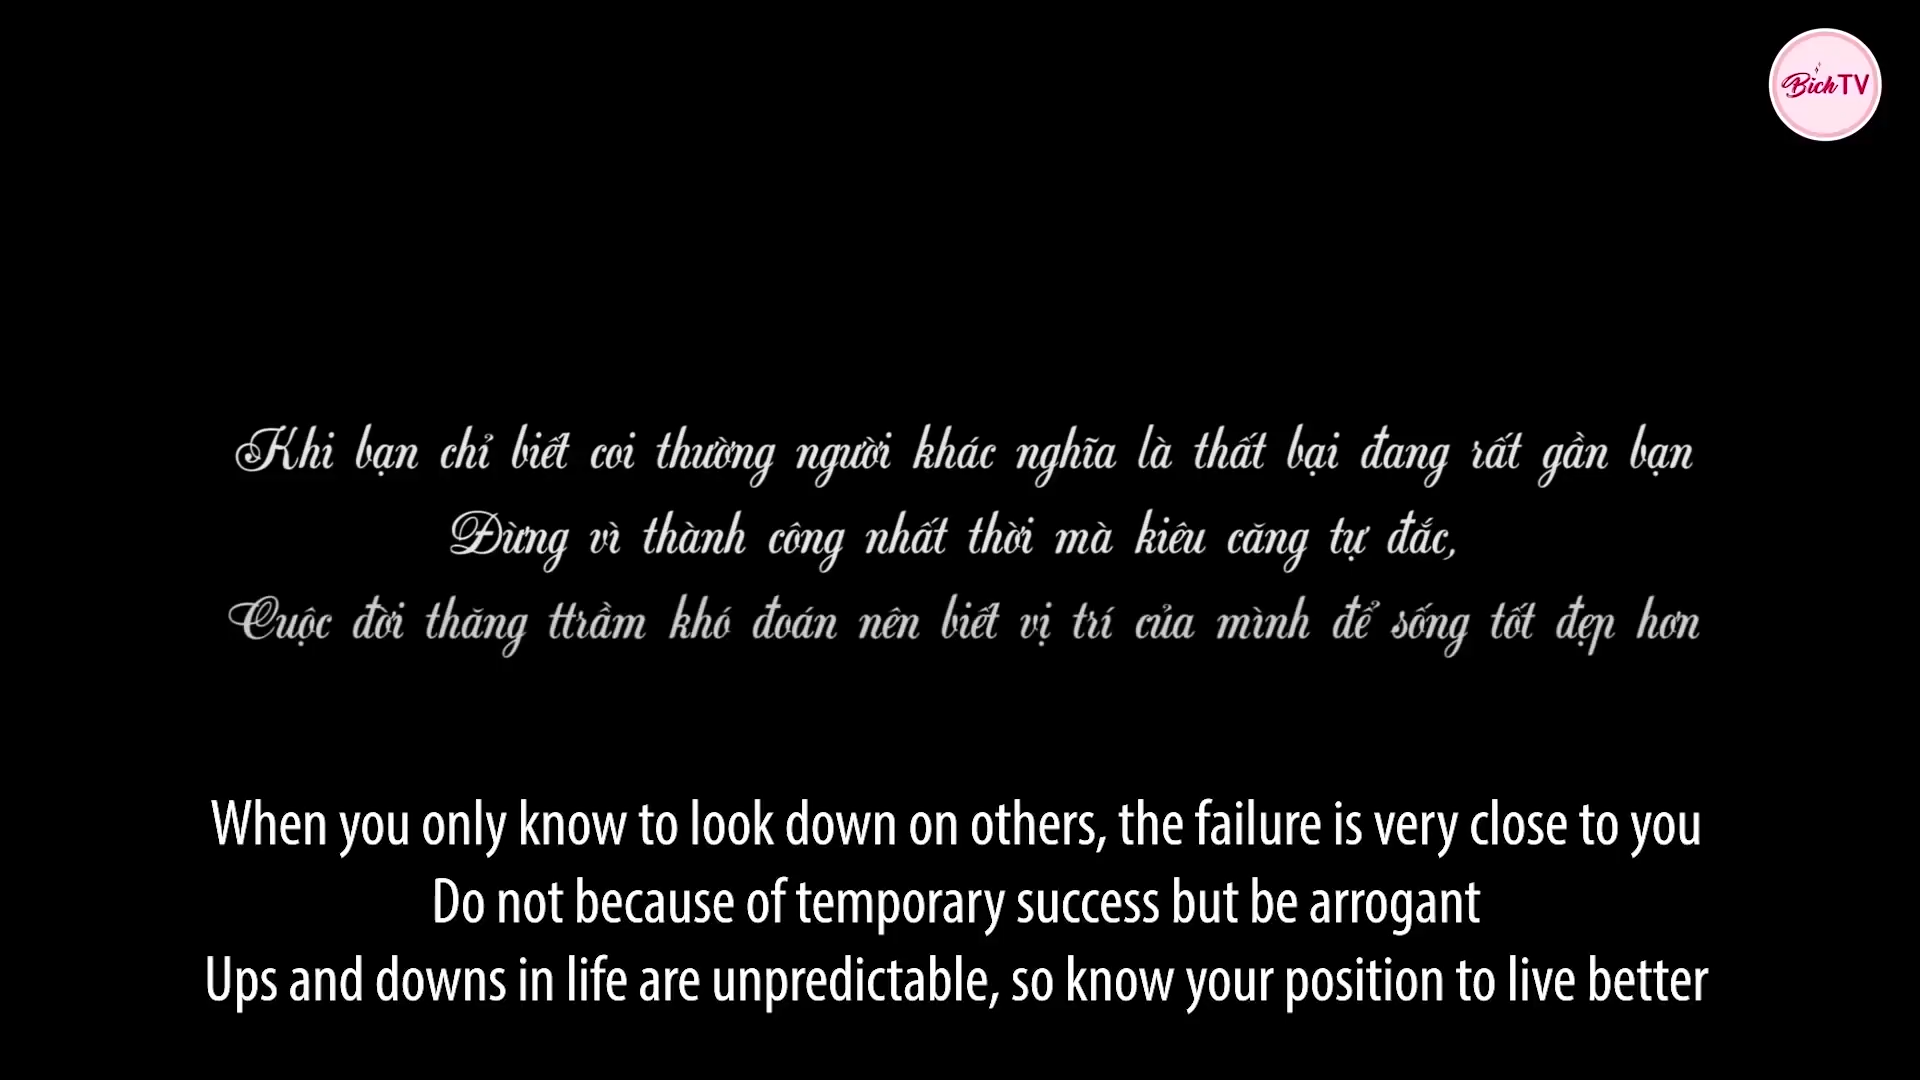 Bích TV
Khi bạn chỉ biết coi thường người khác nghĩa là thất bại đang rất gần bạn
Đừng vì thành công nhất thời mà kiêu căng tự đắc,
Cuộc đời thăng ttrầm khó đoán nên biết vị trí của mình để sống tốt đẹp hơn
When you only know to look down on others, the failure is very close to you
Do not because of temporary success but be arrogant
Ups and downs in life are unpredictable, so know your position to live better